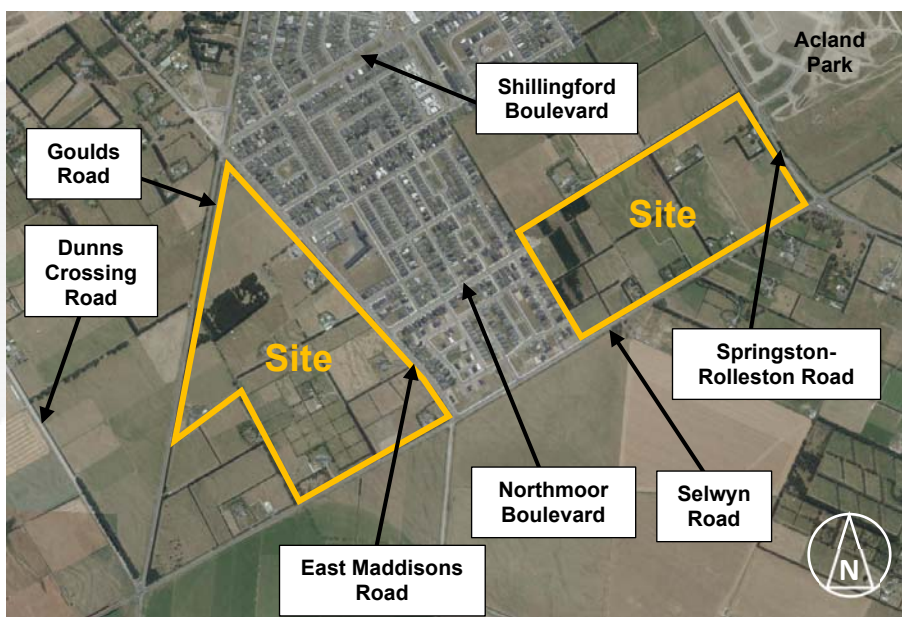 Acland
Park
Shillingford
Boulevard
Goulds
Road
Site
Dunns
Crossing
Road
Site
Springston-
Rolleston Road
Northmoor
Boulevard
Selwyn
Road
East Maddisons
Road
N